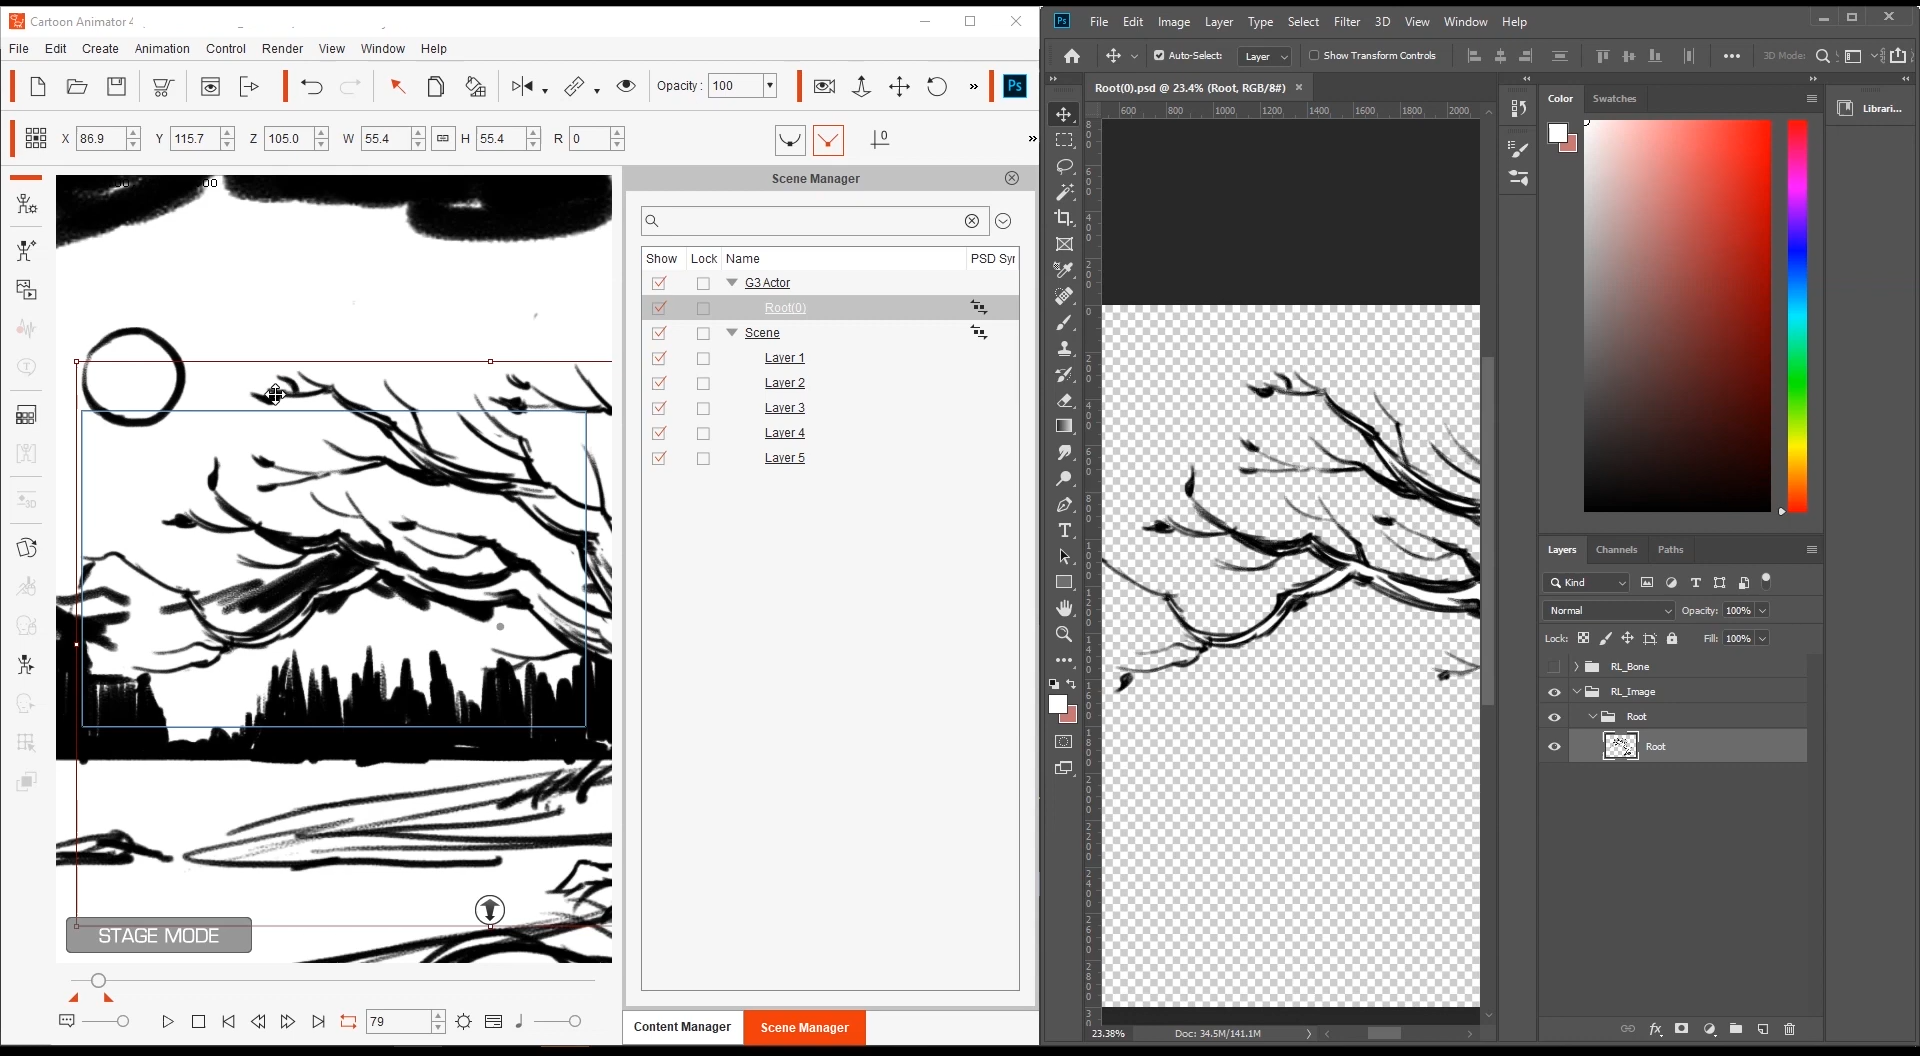 Cartoon Animator 4
File Edit Create Animation Control Render View Window Help
Opacity : 100
Ps
X 86.9 Y 115.7 Z 105.0 W 55.4 H 55.4 R 0
Scene Manager
Show Lock Name PSD Syr
G3 Actor
Root(0)
Scene
Layer 1
Layer 2
Layer 3
Layer 4
Layer 5
STAGE MODE
79
Content Manager Scene Manager
Ps File Edit Image Layer Type Select Filter 3D View Window Help
Auto-Select: Layer Show Transform Controls 3D Mode:
Root(0).psd @ 23.4% (Root, RGB/8#)
600 800 1000 1200 1400 1600 1800 2000
23.38% Doc: 34.5M/141.1M
Color Swatches
Librari...
Layers Channels Paths
Kind
Normal Opacity: 100%
Lock: Fill: 100%
RL_Bone
RL_Image
Root
Root